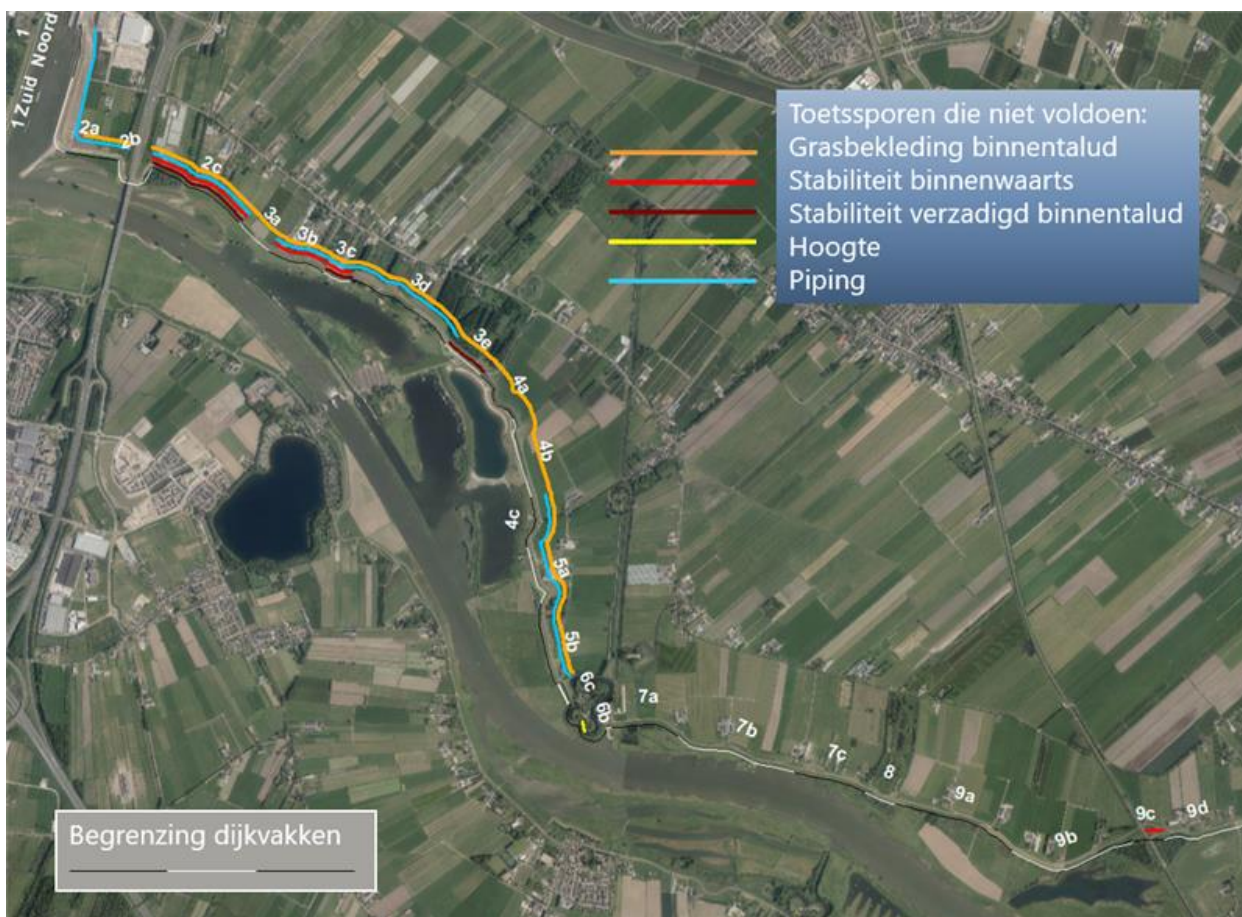 1 Zuid Noord 1
2a
2b
2c
3a
3b
3c
3d
3e
4a
4b
4c
5a
5b
6c
6b
7a
7b
7c
8
9a
9b
9c
9d
Toetssporen die niet voldoen:
Grasbekleding binnentalud
Stabiliteit binnenwaarts
Stabiliteit verzadigd binnentalud
Hoogte
Piping
Begrenzing dijkvakken